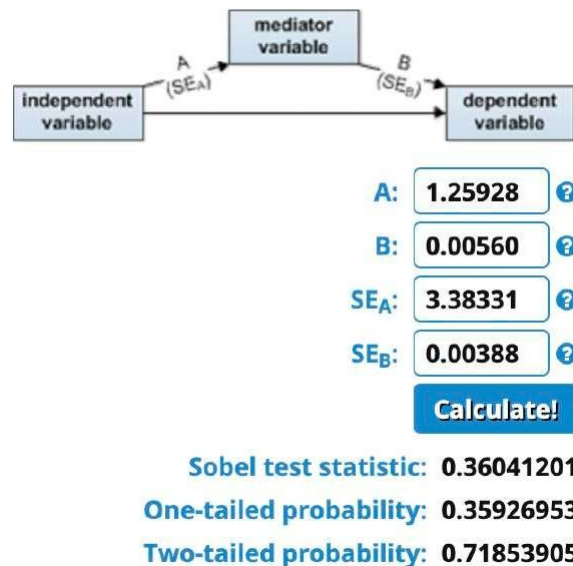 mediator
variable
A
(SEA)
B
(SEB)
independent
variable
dependent
variable
A: 1.25928 ?
B: 0.00560 ?
SEA: 3.38331 ?
SEB: 0.00388 ?
Calculate!
Sobel test statistic: 0.36041201
One-tailed probability: 0.35926953
Two-tailed probability: 0.71853905